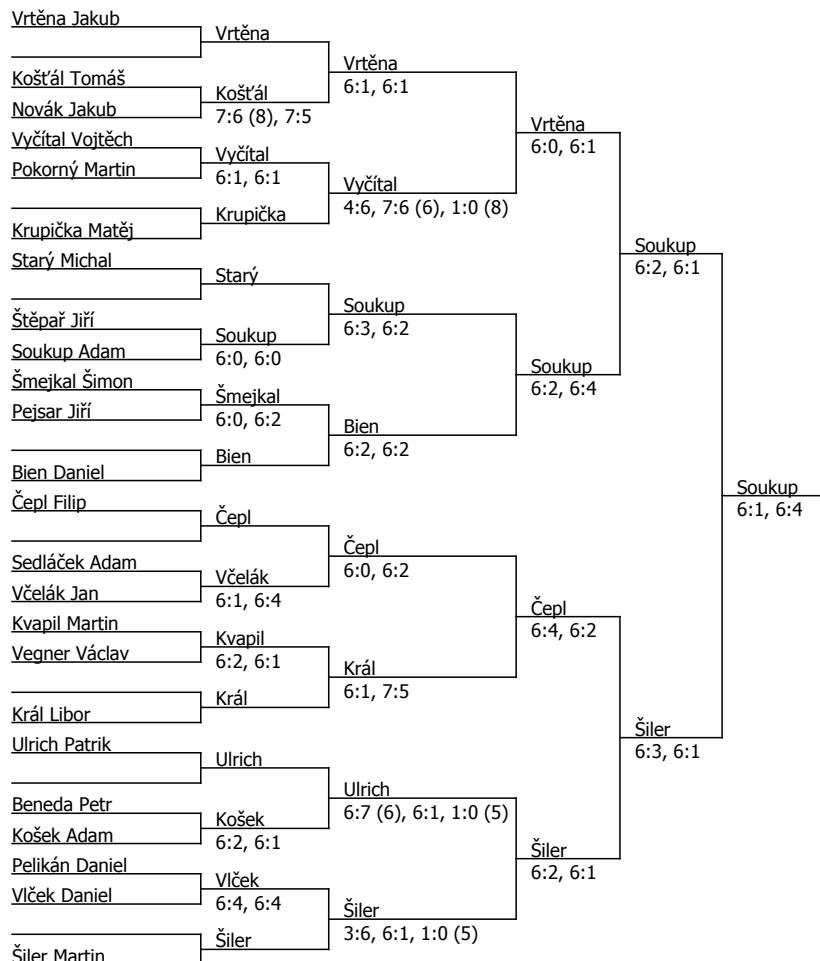 Vrtěna Jakub
Vrtěna
Vrtěna
6:1, 6:1
Košťál Tomáš
Košťál
7:6 (8), 7:5
Novák Jakub
Vrtěna
6:0, 6:1
Vyčítal Vojtěch
Vyčítal
6:1, 6:1
Pokorný Martin
Vyčítal
4:6, 7:6 (6), 1:0 (8)
Krupička
Krupička Matěj
Soukup
6:2, 6:1
Starý Michal
Starý
Soukup
6:3, 6:2
Štěpař Jiří
Soukup
6:0, 6:0
Soukup Adam
Soukup
6:2, 6:4
Šmejkal Šimon
Šmejkal
6:0, 6:2
Pejsar Jiří
Bien
6:2, 6:2
Bien
Bien Daniel
Soukup
6:1, 6:4
Čepl Filip
Čepl
Čepl
6:0, 6:2
Sedláček Adam
Včelák
6:1, 6:4
Včelák Jan
Čepl
6:4, 6:2
Kvapil Martin
Kvapil
6:2, 6:1
Vegner Václav
Král
6:1, 7:5
Král
Král Libor
Šiler
6:3, 6:1
Ulrich Patrik
Ulrich
Ulrich
6:7 (6), 6:1, 1:0 (5)
Beneda Petr
Košek
6:2, 6:1
Košek Adam
Šiler
6:2, 6:1
Pelikán Daniel
Vlček
6:4, 6:4
Vlček Daniel
Šiler
3:6, 6:1, 1:0 (5)
Šiler
Šiler Martin